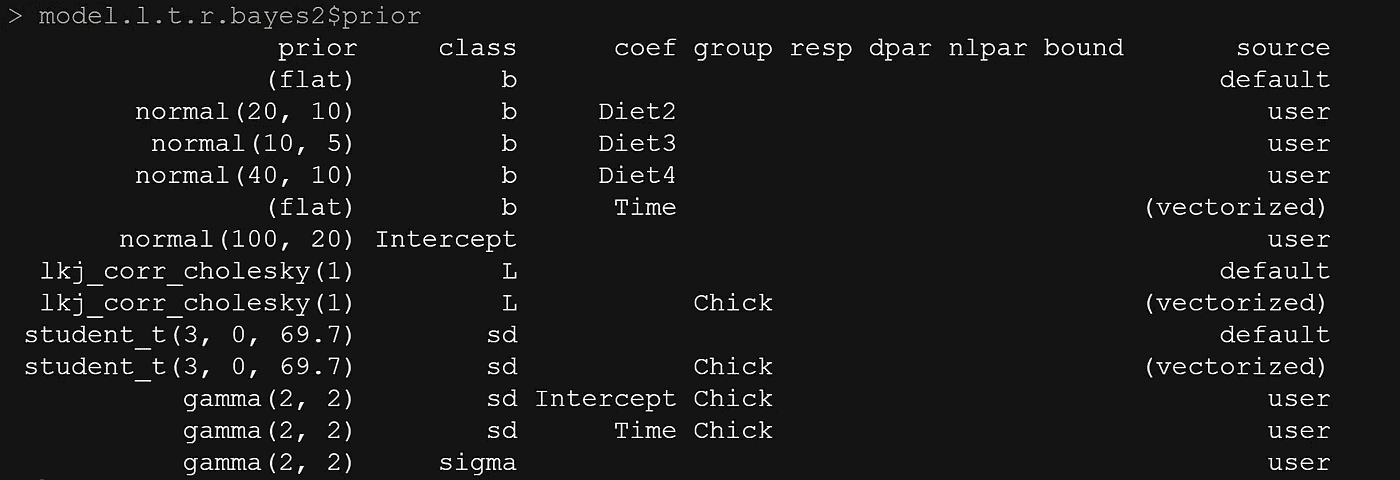 > model.l.t.r.bayes2$prior
prior class coef group resp dpar nlpar bound source
(flat) b default
normal(20, 10) b Diet2 user
normal(10, 5) b Diet3 user
normal(40, 10) b Diet4 user
(flat) b Time (vectorized)
normal(100, 20) Intercept user
lkj_corr_cholesky(1) L default
lkj_corr_cholesky(1) L Chick (vectorized)
student_t(3, 0, 69.7) sd default
student_t(3, 0, 69.7) sd Chick (vectorized)
gamma(2, 2) sd Intercept Chick user
gamma(2, 2) sd Time Chick user
gamma(2, 2) sigma user